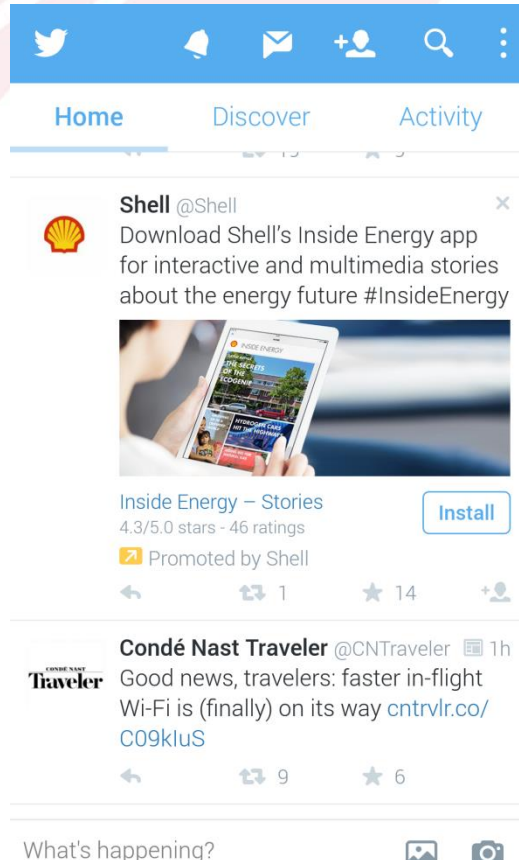 Home Discover Activity
Shell @Shell
Download Shell's Inside Energy app
for interactive and multimedia stories
about the energy future #InsideEnergy
INSIDE ENERGY
THE SECRETS
OF THE
HYDROGEN CARS
HIT THE HIGHWAY
Inside Energy – Stories
4.3/5.0 stars - 46 ratings
Install
Promoted by Shell
1 14
CONDÉ NAST
Traveler
Condé Nast Traveler @CNTraveler 1h
Good news, travelers: faster in-flight
Wi-Fi is (finally) on its way cntrvlr.co/
C09kIuS
9 6
What's happening?